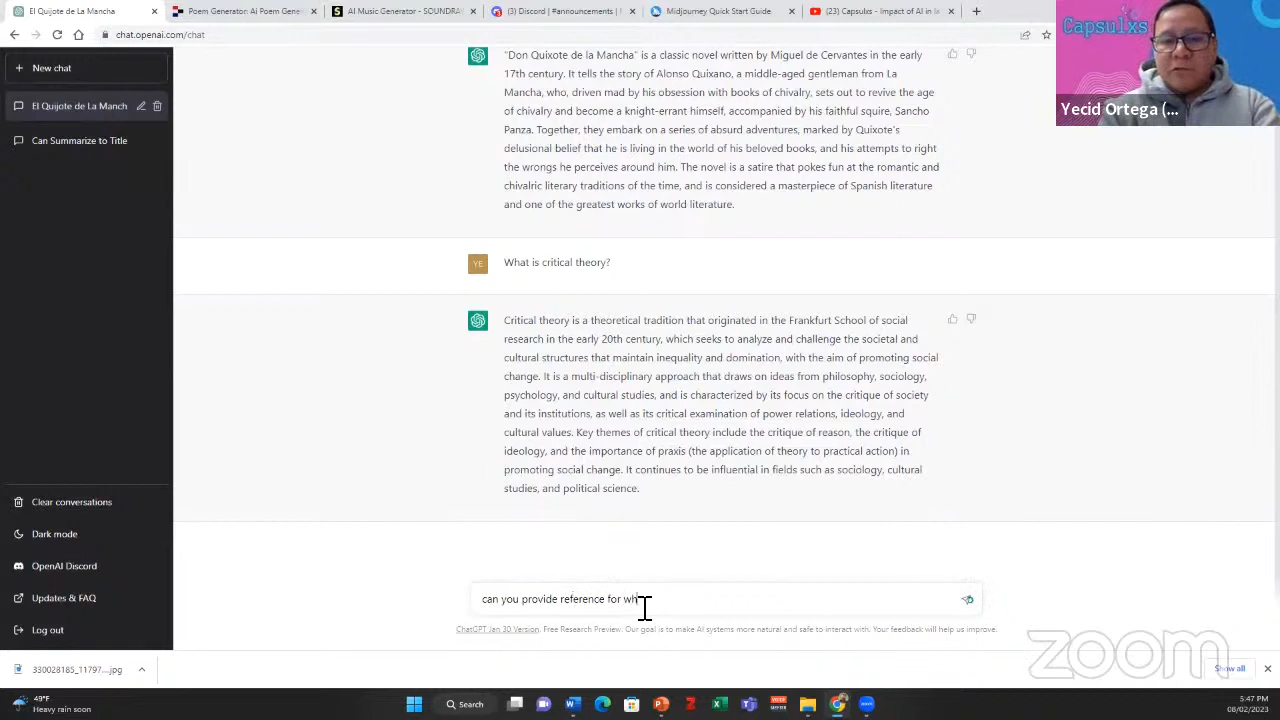 El Quijote de La Mancha
Poem Generator: Ai Poem Gene
AI Music Generator - SOUNDRA
(3) Discord | #announcements |
Midjourney Quick Start Guide
(23) Capsulxs - Impact of AI in l
chat.openai.com/chat
Capsulxs
Yecid Ortega (...
New chat
El Quijote de La Manch
Can Summarize to Title
"Don Quixote de la Mancha" is a classic novel written by Miguel de Cervantes in the early
17th century. It tells the story of Alonso Quixano, a middle-aged gentleman from La
Mancha, who, driven mad by his obsession with books of chivalry, sets out to revive the age
of chivalry and become a knight-errant himself, accompanied by his faithful squire, Sancho
Panza. Together, they embark on a series of absurd adventures, marked by Quixote's
delusional belief that he is living in the world of his beloved books, and his attempts to right
the wrongs he perceives around him. The novel is a satire that pokes fun at the romantic and
chivalric literary traditions of the time, and is considered a masterpiece of Spanish literature
and one of the greatest works of world literature.
YE
What is critical theory?
Critical theory is a theoretical tradition that originated in the Frankfurt School of social
research in the early 20th century, which seeks to analyze and challenge the societal and
cultural structures that maintain inequality and domination, with the aim of promoting social
change. It is a multi-disciplinary approach that draws on ideas from philosophy, sociology,
psychology, and cultural studies, and is characterized by its focus on the critique of society
and its institutions, as well as its critical examination of power relations, ideology, and
cultural values. Key themes of critical theory include the critique of reason, the critique of
ideology, and the importance of praxis (the application of theory to practical action) in
promoting social change. It continues to be influential in fields such as sociology, cultural
studies, and political science.
Clear conversations
Dark mode
OpenAI Discord
Updates & FAQ
Log out
can you provide reference for wh
ChatGPT Jan 30 Version. Free Research Preview. Our goal is to make AI systems more natural and safe to interact with. Your feedback will help us improve.
zoom
330028185_11797....jpg
Show all
49°F
Heavy rain soon
Search
5:47 PM
08/02/2023